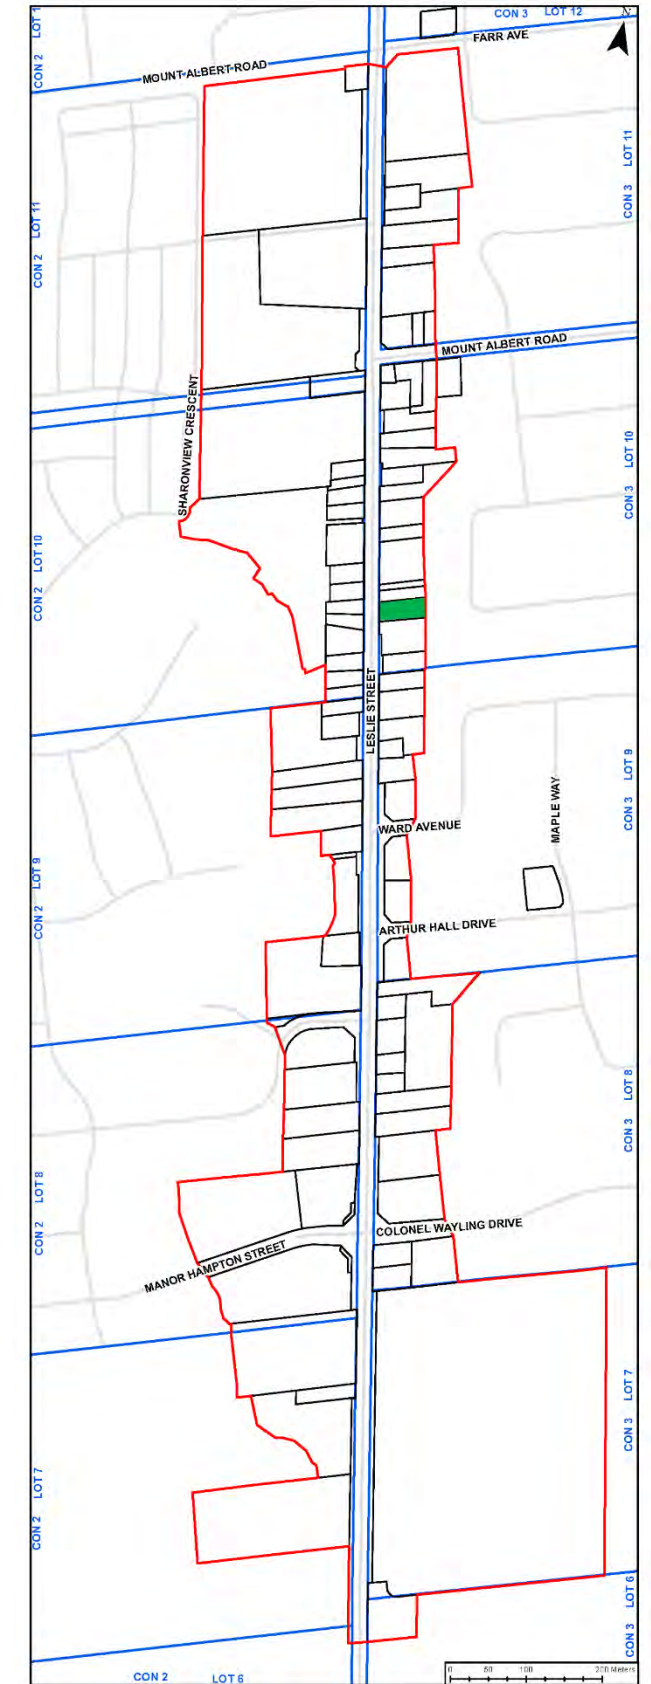 CON 3 LOT 12
N
FARR AVE
CON 2 LOT 1
MOUNT ALBERT ROAD
CON 3 LOT 11
CON 2 LOT 11
MOUNT ALBERT ROAD
SHARONVIEW CRESCENT
CON 3 LOT 10
CON 2 LOT 10
LESLIE STREET
CON 3 LOT 9
MAPLE WAY
WARD AVENUE
CON 2 LOT 9
ARTHUR HALL DRIVE
CON 3 LOT 8
CON 2 LOT 8
COLONEL WAYLING DRIVE
MANOR HAMPTON STREET
CON 3 LOT 7
CON 2 LOT 7
CON 3 LOT 6
CON 2 LOT 6
0 50 100 200 Meters